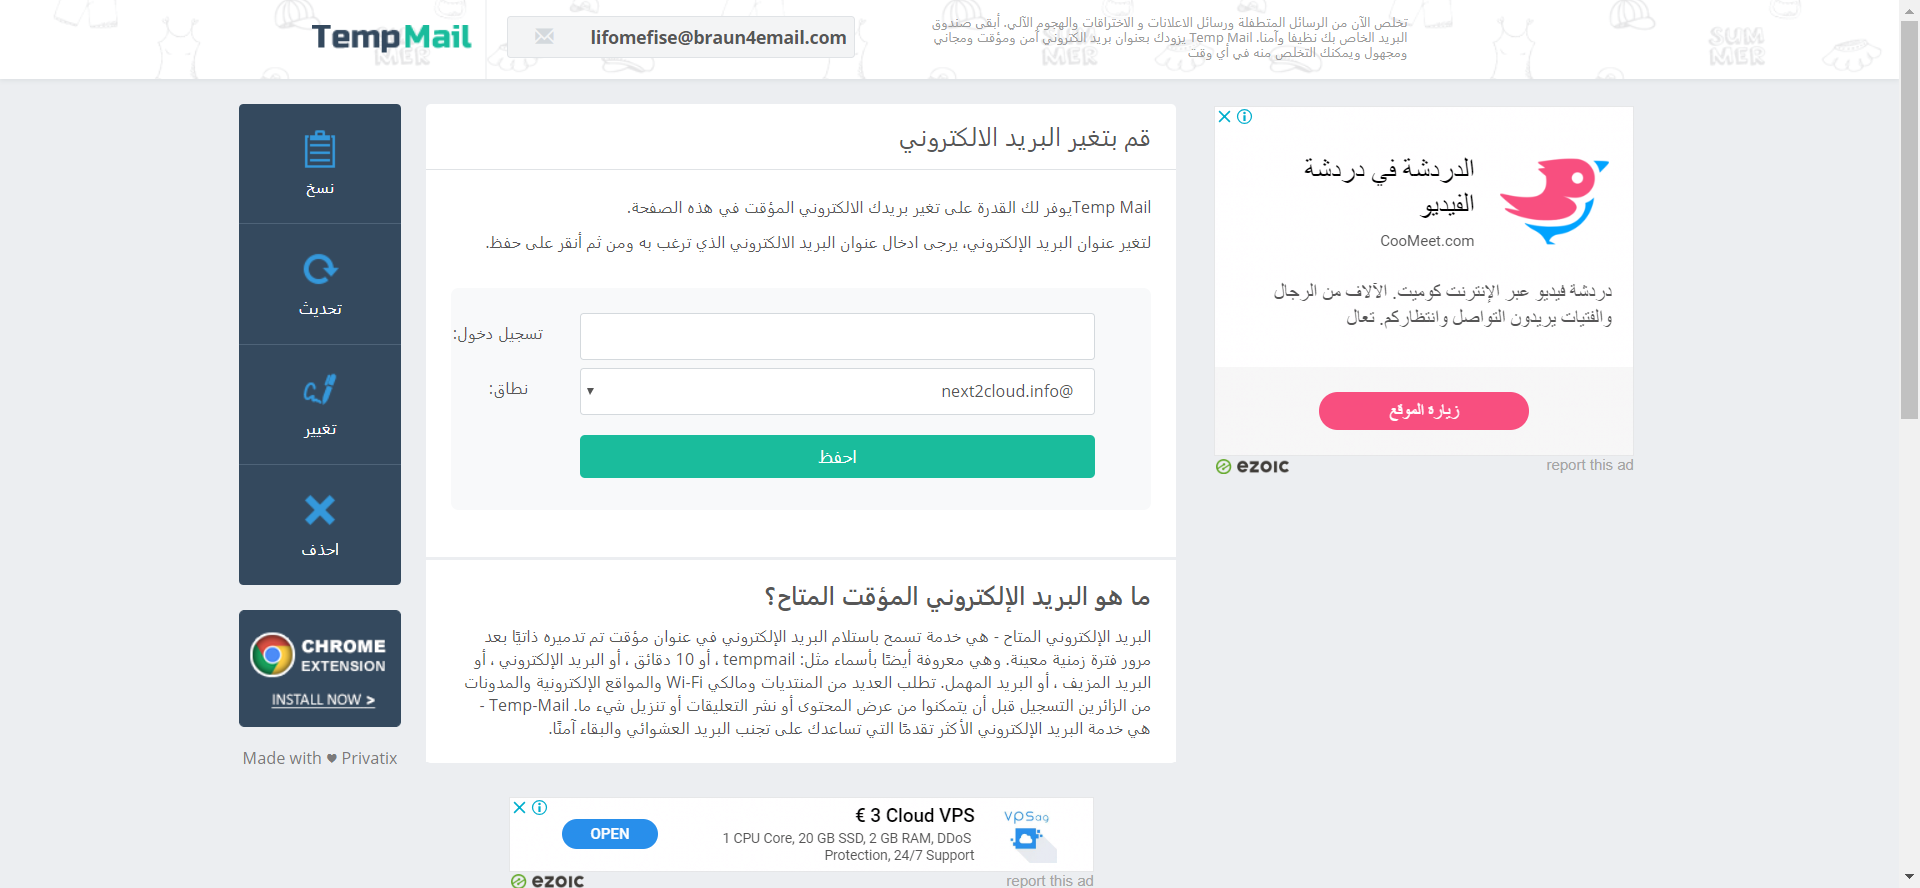 TempMail
lifomefise@braun4email.com
تخلص الآن من الرسائل المتطفلة ورسائل الاعلانات و الاختراقات والهجوم الآلي. أبقى صندوق
البريد الخاص بك نظيفا وآمنا. Temp Mail يزودك بعنوان بريد الكتروني آمن ومؤقت ومجاني
ومجهول ويمكنك التخلص منه في أي وقت
SUMMER
SUMMER
SUMMER
نسخ
تحديث
تغيير
احذف
CHROME
EXTENSION
INSTALL NOW >
Made with ♥ Privatix
قم بتغير البريد الالكتروني
Temp Mailيوفر لك القدرة على تغير بريدك الالكتروني المؤقت في هذه الصفحة.
لتغير عنوان البريد الإلكتروني، يرجى ادخال عنوان البريد الالكتروني الذي ترغب به ومن ثم أنقر على حفظ.
تسجيل دخول:
نطاق:
next2cloud.info@
احفظ
ما هو البريد الإلكتروني المؤقت المتاح؟
البريد الإلكتروني المتاح - هي خدمة تسمح باستلام البريد الإلكتروني في عنوان مؤقت تم تدميره ذاتيًا بعد
مرور فترة زمنية معينة. وهي معروفة أيضًا بأسماء مثل: tempmail ، أو 10 دقائق ، أو البريد الإلكتروني ، أو
البريد المزيف ، أو البريد المهمل. تطلب العديد من المنتديات ومالكي Wi-Fi والمواقع الإلكترونية والمدونات
من الزائرين التسجيل قبل أن يتمكنوا من عرض المحتوى أو نشر التعليقات أو تنزيل شيء ما. Temp-Mail -
هي خدمة البريد الإلكتروني الأكثر تقدمًا التي تساعدك على تجنب البريد العشوائي والبقاء آمنًا.
الدردشة في دردشة
الفيديو
CooMeet.com
دردشة فيديو عبر الإنترنت كوميت. الآلاف من الرجال
والفتيات يريدون التواصل وانتظاركم. تعال
زيارة الموقع
ezoic
report this ad
€ 3 Cloud VPS
1 CPU Core, 20 GB SSD, 2 GB RAM, DDoS
Protection, 24/7 Support
OPEN
vpsag
ezoic
report this ad